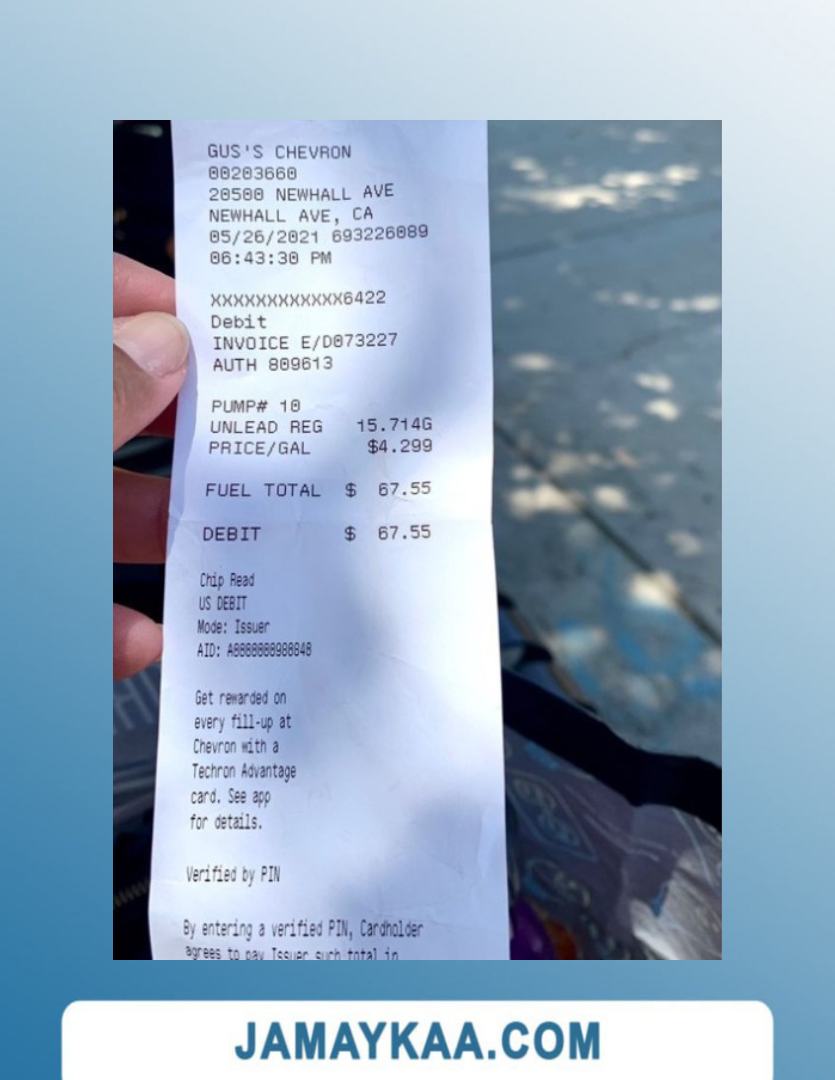 GUS'S CHEVRON
00203660
20500 NEWHALL AVE
NEWHALL AVE, CA
05/26/2021 693226089
06:43:30 PM
XXXXXXXXXXXX6422
Debit
INVOICE E/D073227
AUTH 809613
PUMP# 10
UNLEAD REG 15.714G
PRICE/GAL $4.299
FUEL TOTAL $ 67.55
DEBIT $ 67.55
Chip Read
US DEBIT
Mode: Issuer
AID:
Get rewarded on
every fill-up at
Chevron with a
Techron Advantage
card. See app
for details.
Verified by PIN
By entering a verified PIN, Cardholder
agrees to pay Issuer such total in
JAMAYKAA.COM